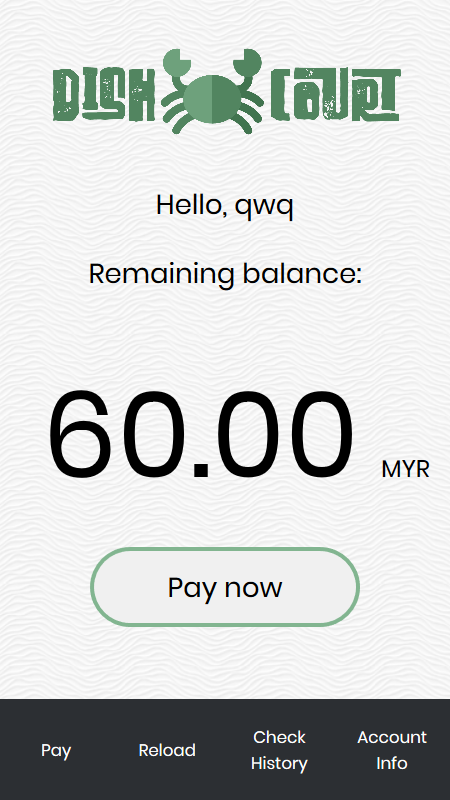 DISH COURT
Hello, qwq
Remaining balance:
60.00 MYR
Pay now
Pay
Reload
Check
History
Account
Info